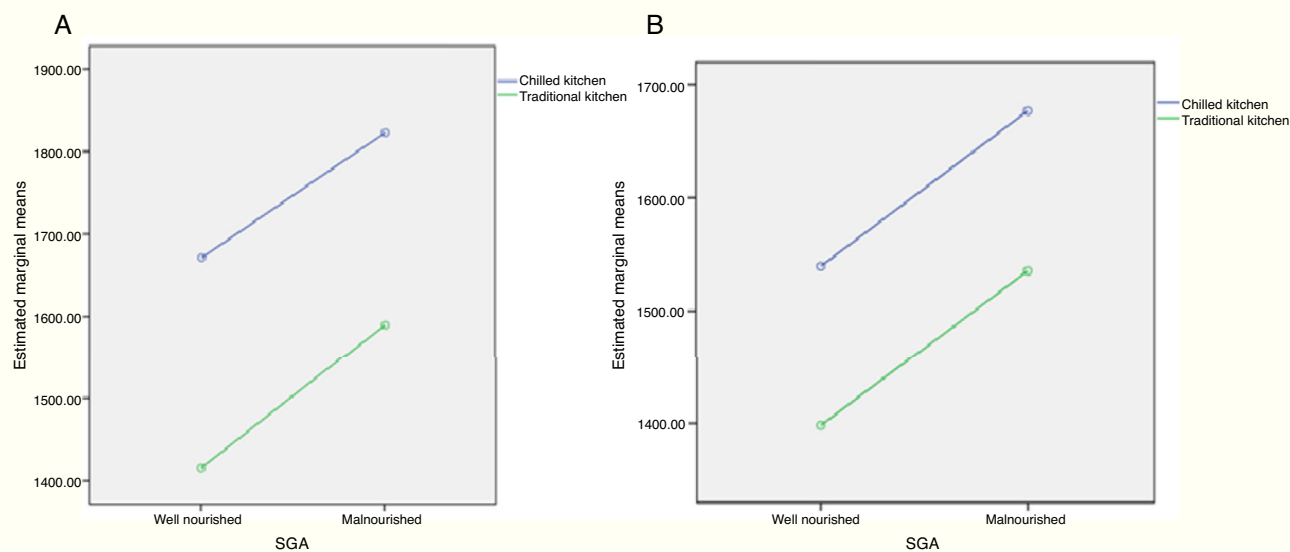 A
Estimated marginal means
1900.00
1800.00
1700.00
1600.00
1500.00
1400.00
Well nourished
Malnourished
SGA
Chilled kitchen
Traditional kitchen
B
Estimated marginal means
1700.00
1600.00
1500.00
1400.00
Well nourished
Malnourished
SGA
Chilled kitchen
Traditional kitchen